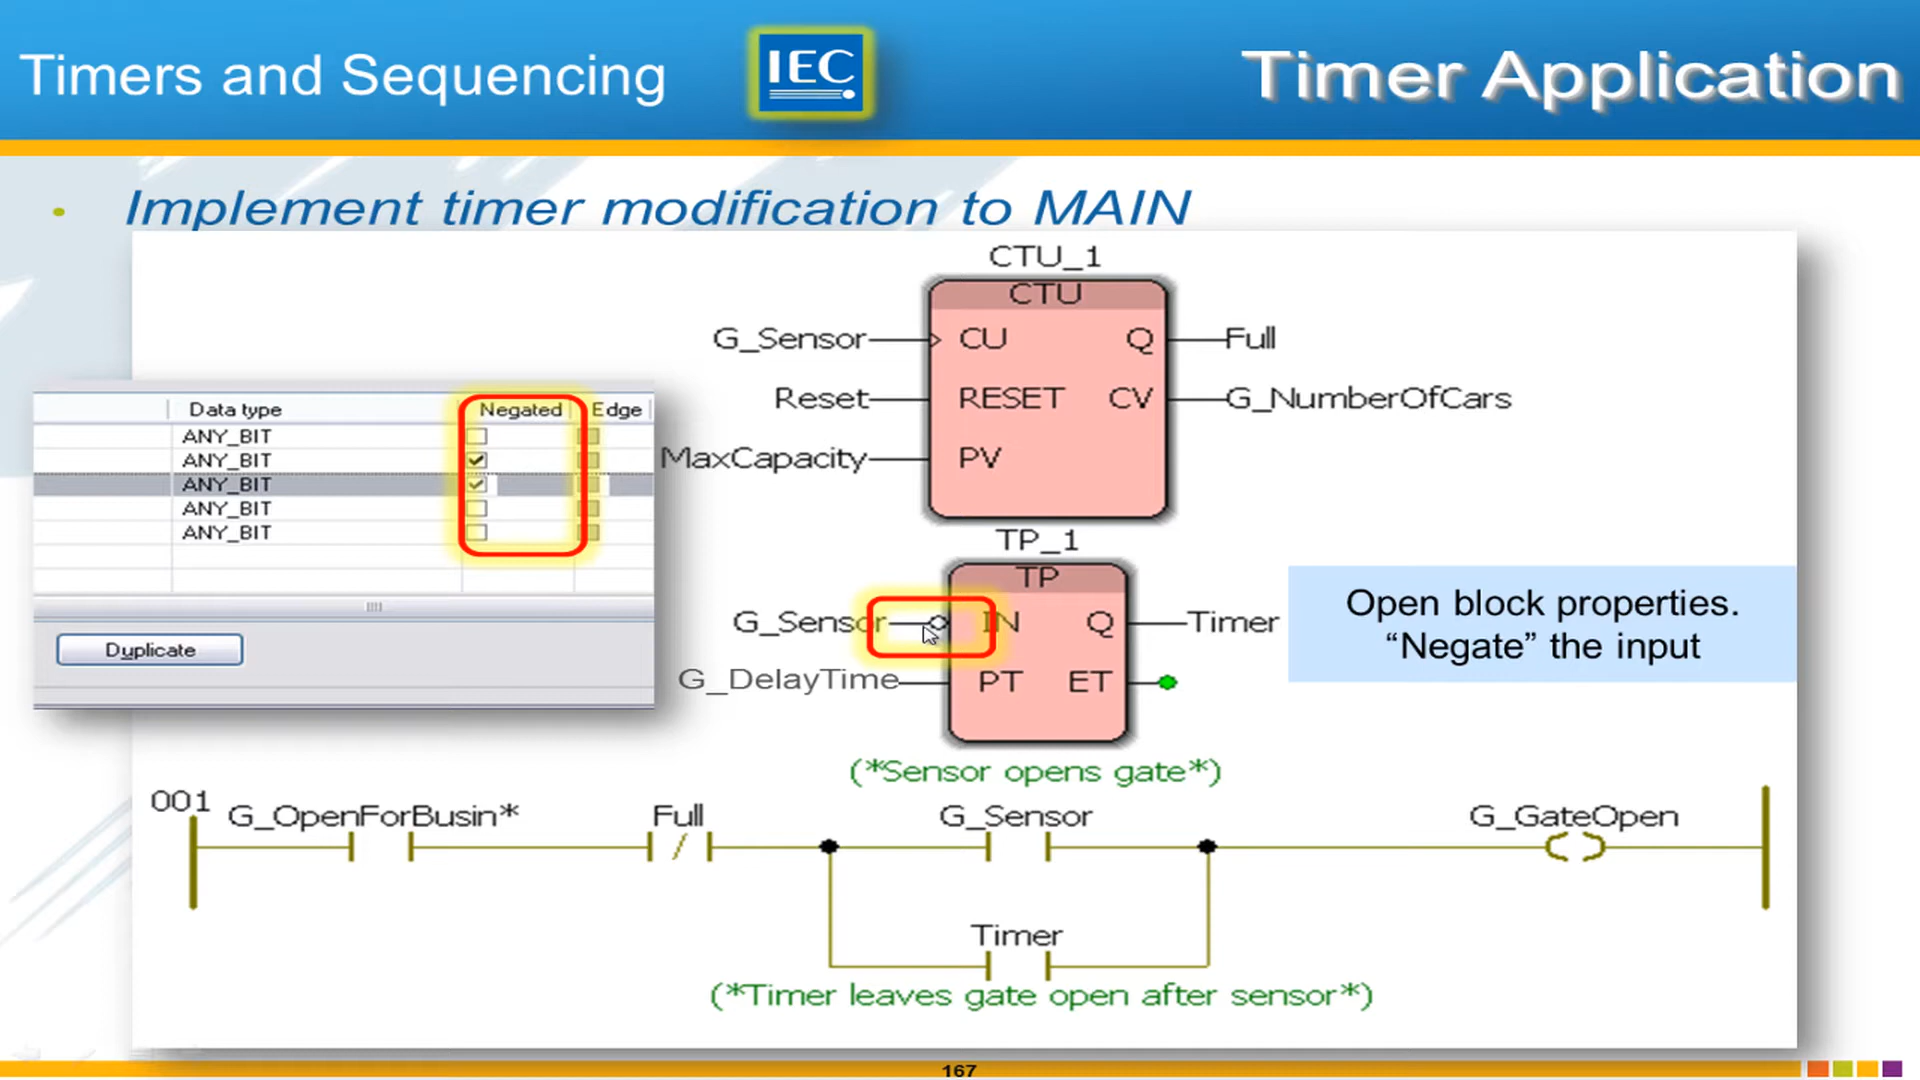 Timers and Sequencing
IEC
Timer Application
• Implement timer modification to MAIN
CTU_1
CTU
G_Sensor CU Q Full
Reset RESET CV G_NumberOfCars
MaxCapacity PV
Data type Negated Edge
ANY_BIT
ANY_BIT
ANY_BIT
ANY_BIT
ANY_BIT
Duplicate
TP_1
TP
G_Sensor IN Q Timer
G_DelayTime PT ET
Open block properties.
“Negate” the input
(*Sensor opens gate*)
001
G_OpenForBusin* Full G_Sensor G_GateOpen
Timer
(*Timer leaves gate open after sensor*)
167